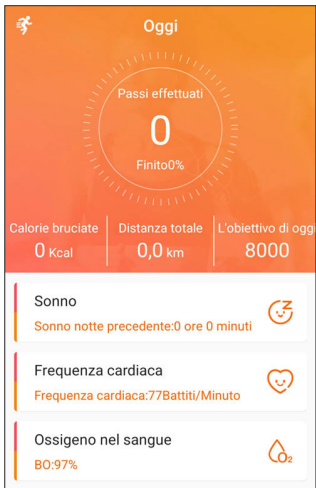 Oggi
Passi effettuati
0
Finito0%
Calorie bruciate
0 Kcal
Distanza totale
0,0 km
L'obiettivo di oggi
8000
Sonno
Sonno notte precedente:0 ore 0 minuti
Frequenza cardiaca
Frequenza cardiaca:77Battiti/Minuto
Ossigeno nel sangue
BO:97%
O2